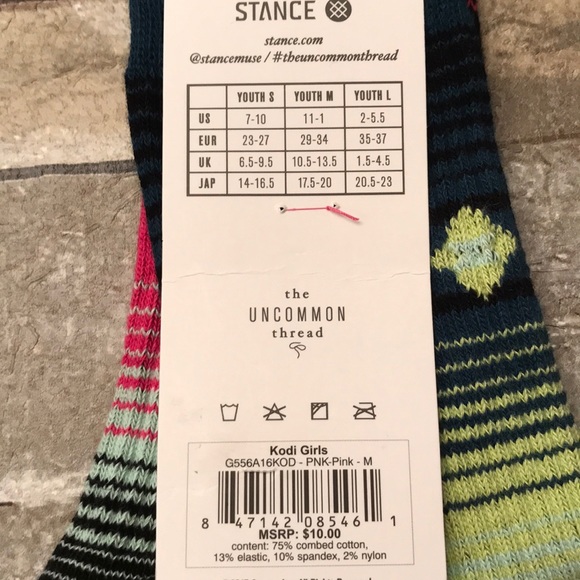 STANCE
stance.com
@stancemuse / #theuncommonthread
YOUTH S YOUTH M YOUTH L
US 7-10 11-1 2-5.5
EUR 23-27 29-34 35-37
UK 6.5-9.5 10.5-13.5 1.5-4.5
JAP 14-16.5 17.5-20 20.5-23
the
UNCOMMON
thread
Kodi Girls
G556A16KOD - PNK-Pink - M
8 47142 08546 1
MSRP: $10.00
content: 75% combed cotton,
13% elastic, 10% spandex, 2% nylon